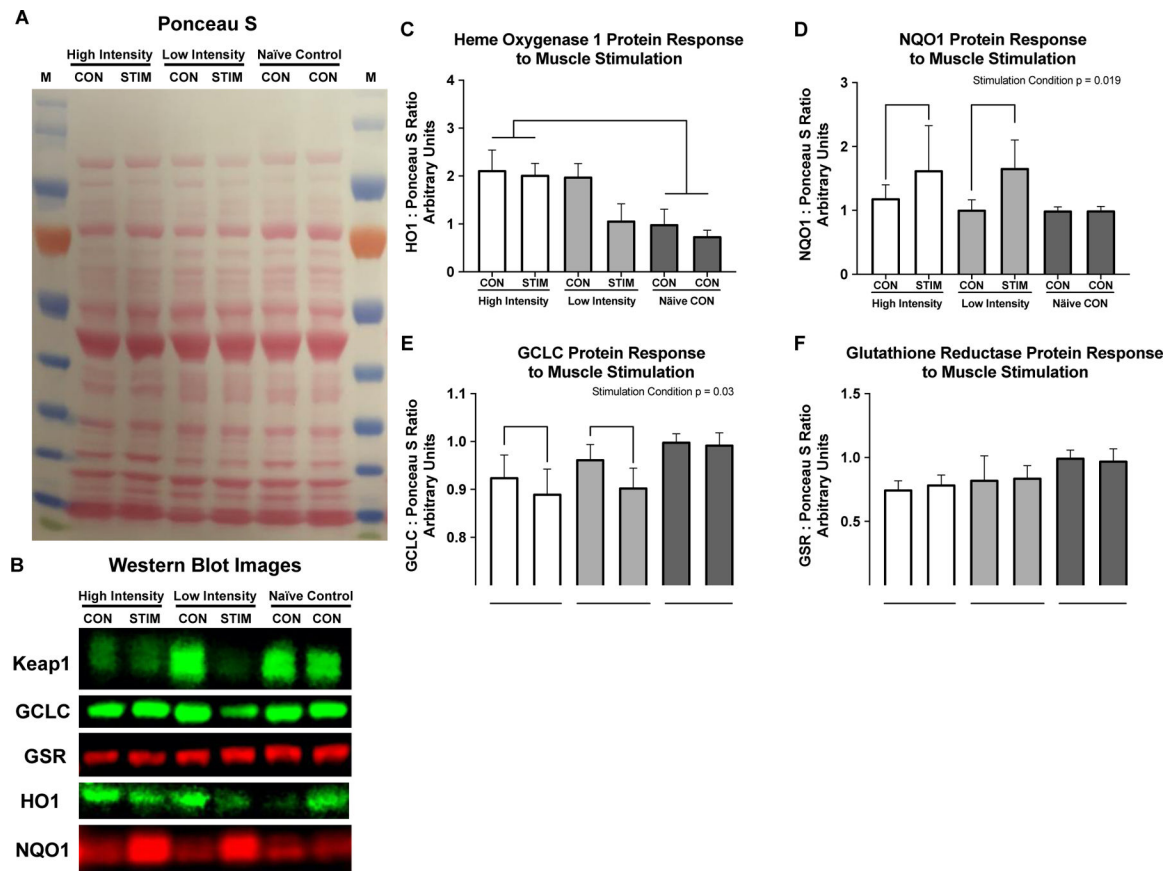 A
Ponceau S
High Intensity Low Intensity Naïve Control
M CON STIM CON STIM CON CON M
B
Western Blot Images
High Intensity Low Intensity Naïve Control
CON STIM CON STIM CON CON
Keap1
GCLC
GSR
HO1
NQO1
C
Heme Oxygenase 1 Protein Response
to Muscle Stimulation
HO1 : Ponceau S Ratio
Arbitrary Units
4
3
2
1
0
CON STIM CON STIM CON CON
High Intensity Low Intensity Näive CON
D
NQO1 Protein Response
to Muscle Stimulation
Stimulation Condition p = 0.019
NQO1 : Ponceau S Ratio
Arbitrary Units
3
2
1
0
CON STIM CON STIM CON CON
High Intensity Low Intensity Näive CON
E
GCLC Protein Response
to Muscle Stimulation
Stimulation Condition p = 0.03
GCLC : Ponceau S Ratio
Arbitrary Units
1.1
1.0
0.9
0.8
F
Glutathione Reductase Protein Response
to Muscle Stimulation
GSR : Ponceau S Ratio
Arbitrary Units
1.5
1.0
0.5